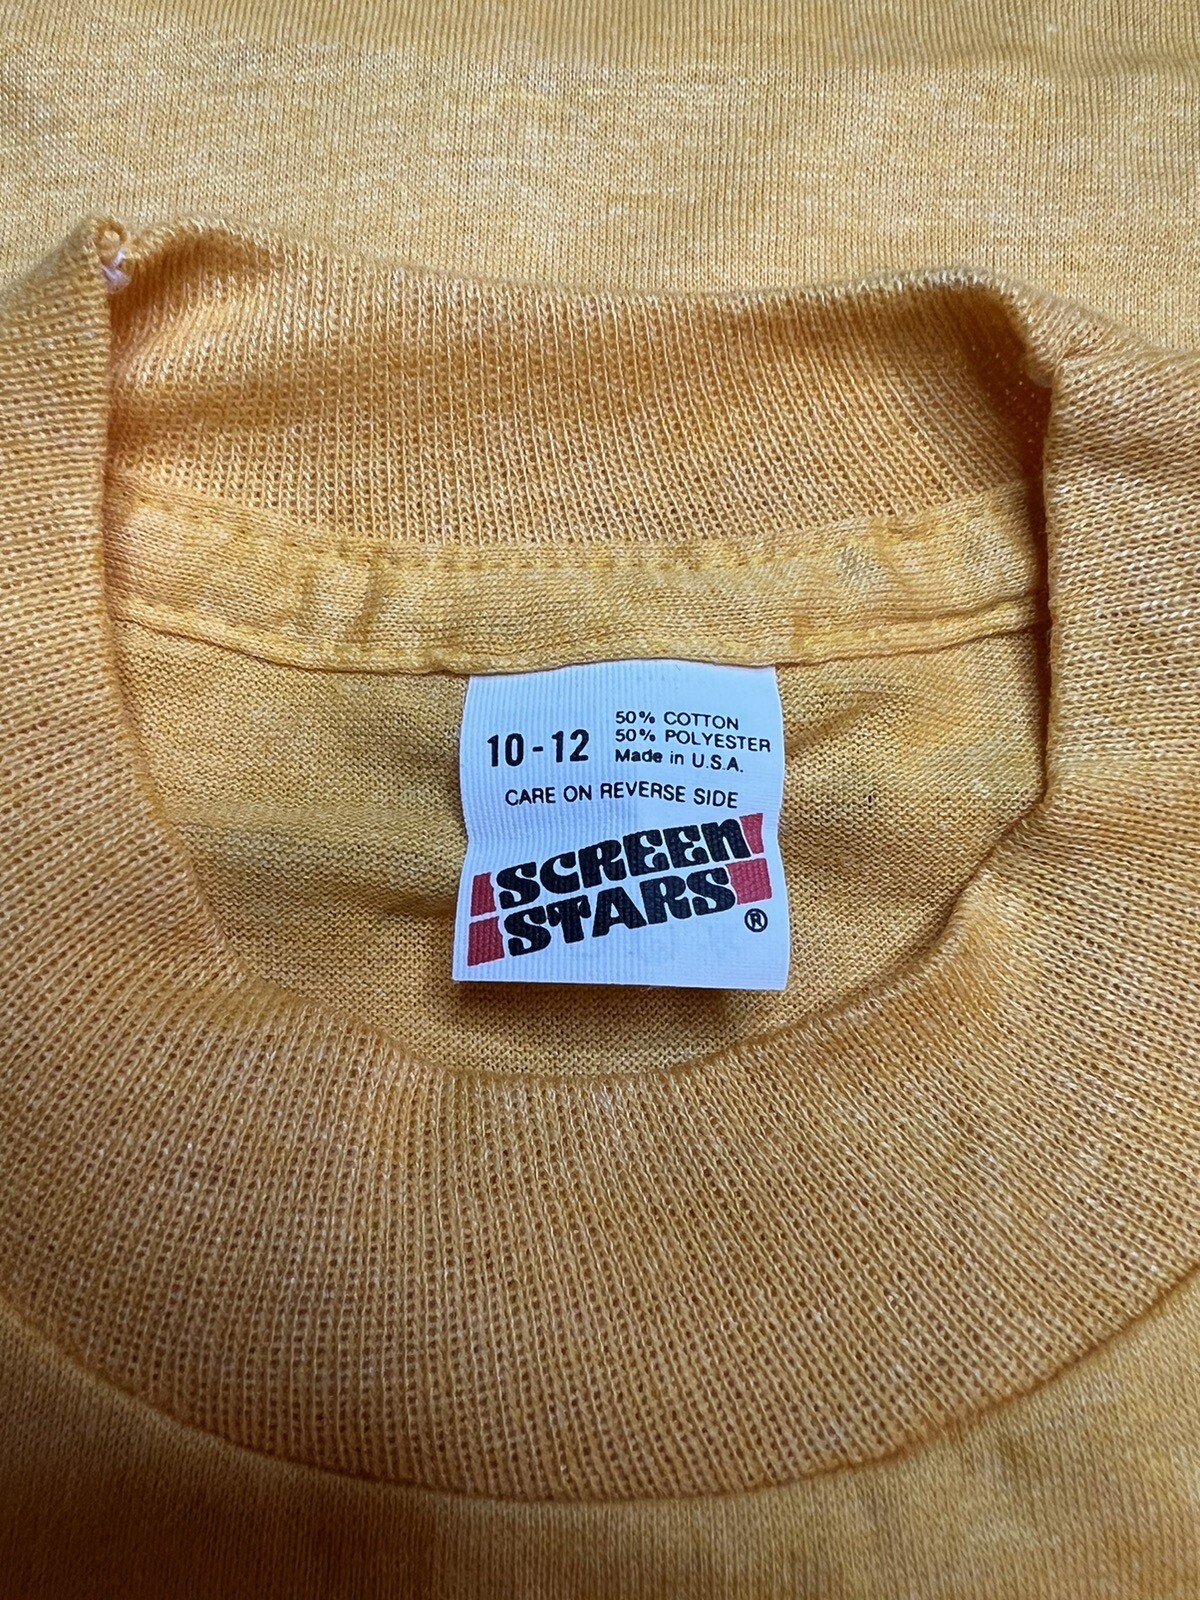 10-12
50% COTTON
50% POLYESTER
Made in U.S.A.
CARE ON REVERSE SIDE
SCREEN
STARS®